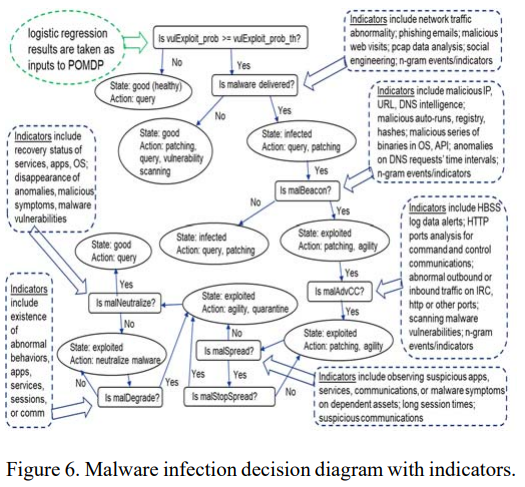 logistic regression
results are taken as
inputs to POMDP
Is vulExploit_prob >= vulExploit_prob_th?
No
Yes
Indicators include network traffic
abnormality; phishing emails; malicious
web visits; pcap data analysis; social
engineering; n-gram events/indicators
State: good (healthy)
Action: query
Is malware delivered?
No
Yes
State: good
Action: patching,
query, vulnerability
scanning
State: infected
Action: query, patching
Indicators include malicious IP,
URL, DNS intelligence;
malicious auto-runs, registry,
hashes; malicious series of
binaries in OS, API; anomalies
on DNS requests' time intervals;
n-gram events/indicators
Indicators include
recovery status of
services, apps, OS;
disappearance of
anomalies, malicious
symptoms, malware
vulnerabilities
Yes
Is malBeacon?
No
Yes
State: good
Action: query
State: infected
Action: query, patching
State: exploited
Action: patching, agility
Indicators include HBSS
log data alerts; HTTP
ports analysis for
command and control
communications;
abnormal outbound or
inbound traffic on IRC,
http or other ports;
scanning malware
vulnerabilities; n-gram
events/indicators
Yes
Yes
Is malAdvCC?
Indicators
include
existence
of
abnormal
behaviors,
apps,
services,
sessions,
or comm
Is malNeutralize?
State: exploited
Action: agility, quarantine
Yes
No
No
State: exploited
Action: neutralize malware
Is malSpread?
State: exploited
Action: patching, agility
No
Yes
Yes
Yes
No
Is malDegrade?
Is malStopSpread?
Indicators include observing suspicious apps,
services, communications, or malware symptoms
on dependent assets; long session times;
suspicious communications
Figure 6. Malware infection decision diagram with indicators.